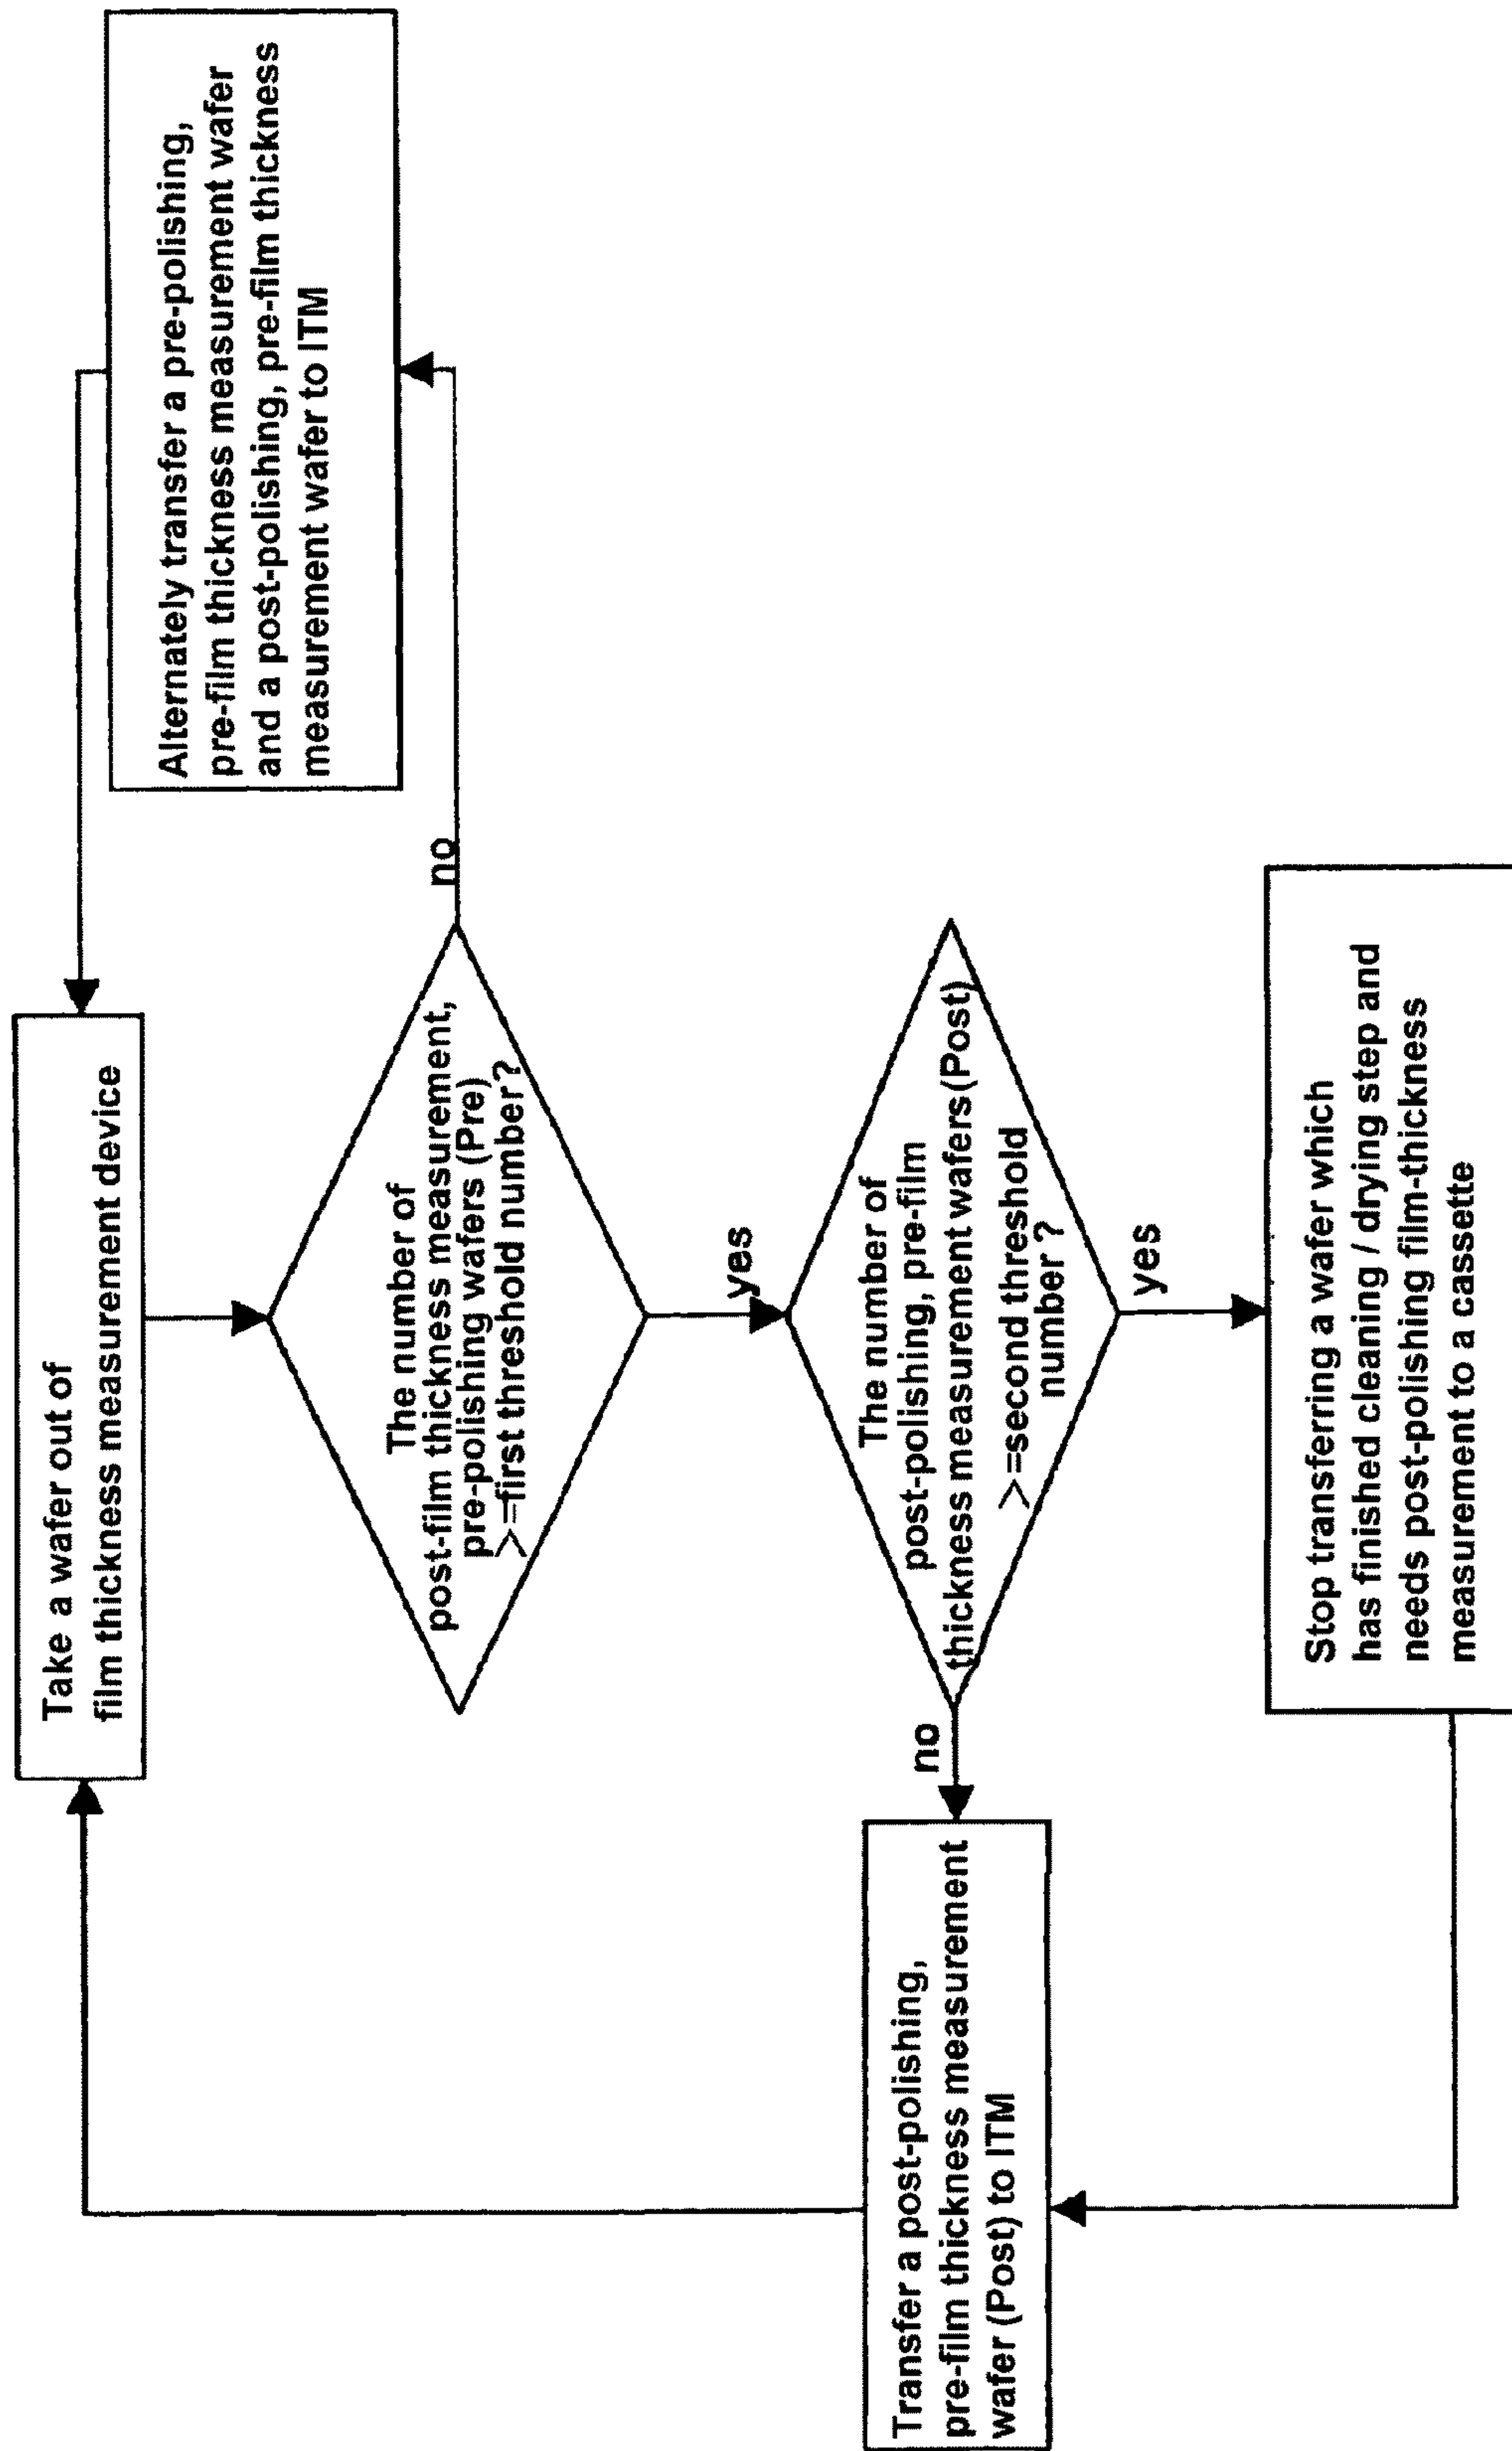 Take a wafer out of
film thickness measurement device
The number of
post-film thickness measurement,
pre-polishing wafers (Pre)
>=first threshold number?
no
Alternately transfer a pre-polishing,
pre-film thickness measurement wafer
and a post-polishing, pre-film thickness
measurement wafer to ITM
yes
The number of
post-polishing, pre-film
thickness measurement wafers(Post)
>=second threshold
number ?
no
Transfer a post-polishing,
pre-film thickness measurement
wafer (Post) to ITM
yes
Stop transferring a wafer which
has finished cleaning / drying step and
needs post-polishing film-thickness
measurement to a cassette